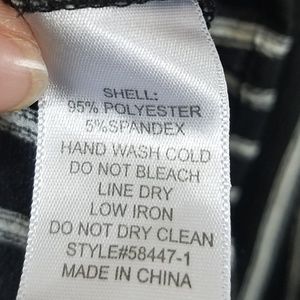 SHELL:
95% POLYESTER
5%SPANDEX
HAND WASH COLD
DO NOT BLEACH
LINE DRY
LOW IRON
DO NOT DRY CLEAN
STYLE#58447-1
MADE IN CHINA